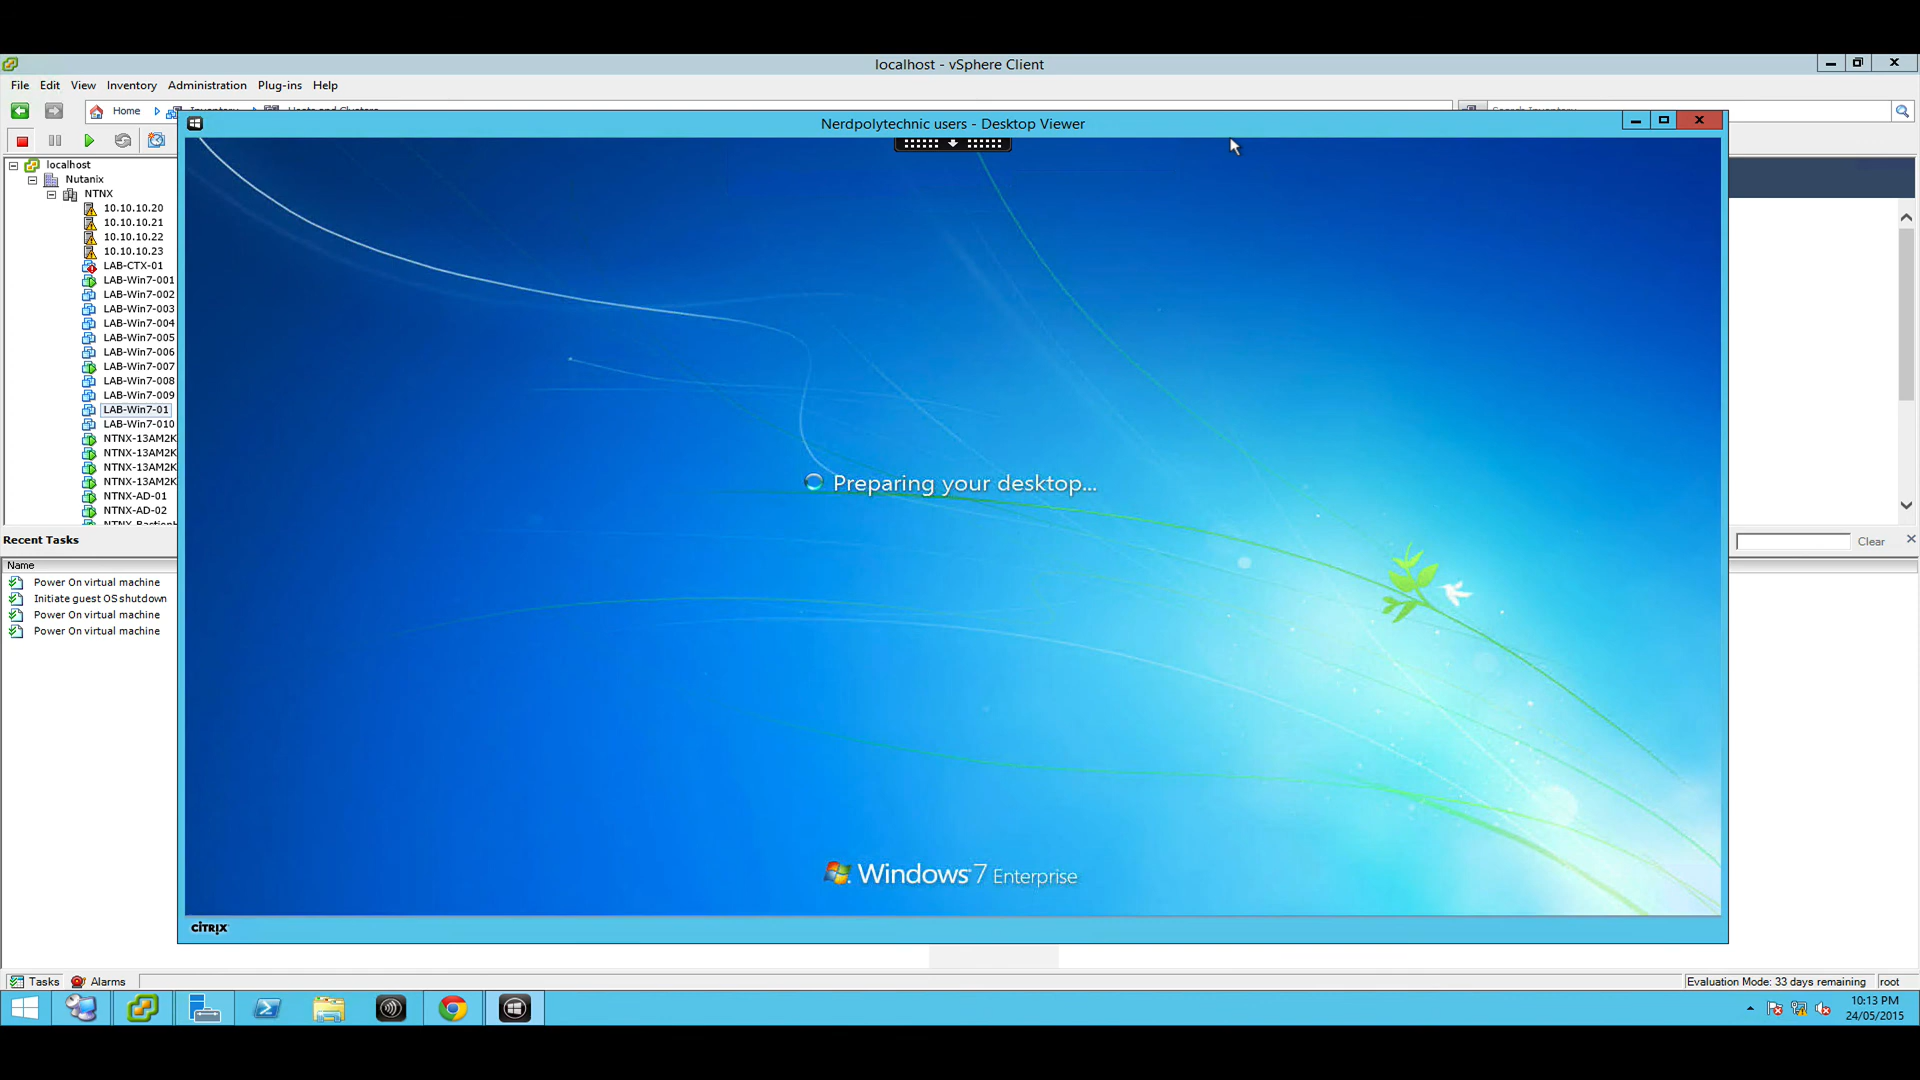 localhost - vSphere Client
File Edit View Inventory Administration Plug-ins Help
Home
Nerdpolytechnic users - Desktop Viewer
localhost
Nutanix
NTNX
10.10.10.20
10.10.10.21
10.10.10.22
10.10.10.23
LAB-CTX-01
LAB-Win7-001
LAB-Win7-002
LAB-Win7-003
LAB-Win7-004
LAB-Win7-005
LAB-Win7-006
LAB-Win7-007
LAB-Win7-008
LAB-Win7-009
LAB-Win7-01
LAB-Win7-010
NTNX-13AM2K
NTNX-13AM2K
NTNX-13AM2K
NTNX-13AM2K
NTNX-AD-01
NTNX-AD-02
Preparing your desktop...
Recent Tasks
Clear
Name
Power On virtual machine
Initiate guest OS shutdown
Power On virtual machine
Power On virtual machine
Windows 7 Enterprise
CITRIX
Tasks Alarms
Evaluation Mode: 33 days remaining root
10:13 PM
24/05/2015